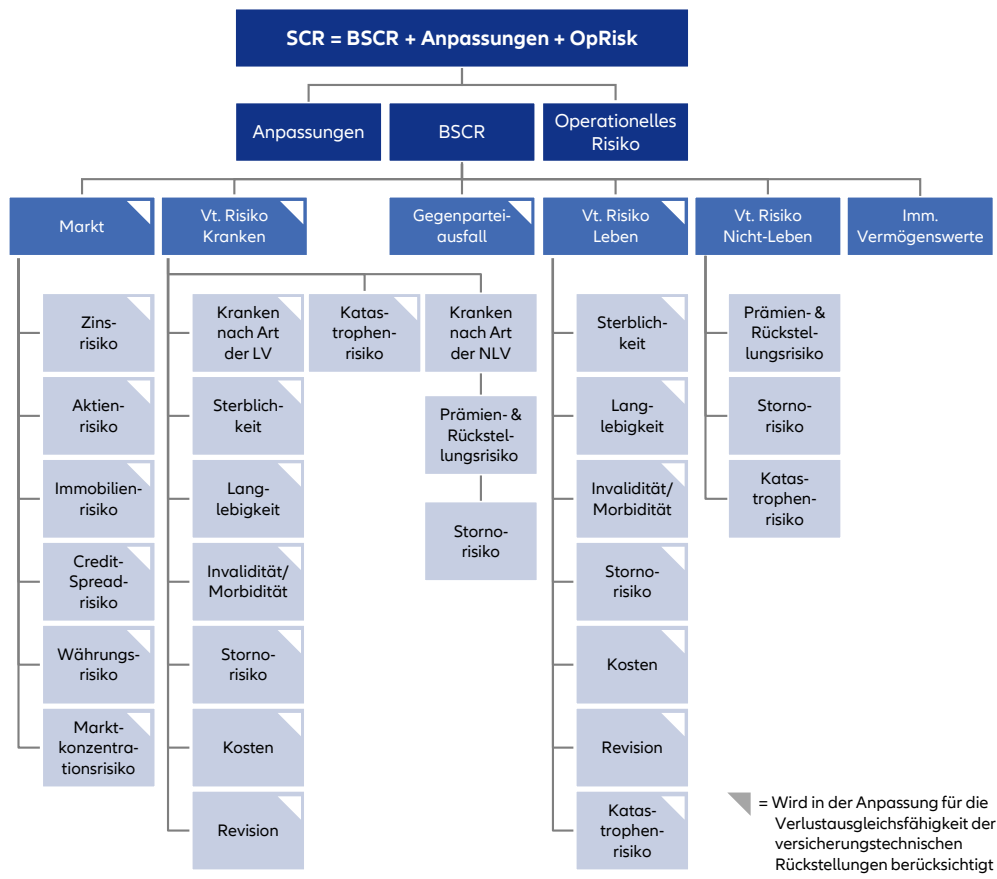 SCR = BSCR + Anpassungen + OpRisk
Anpassungen
BSCR
Operationelles
Risiko
Markt
Vt. Risiko
Kranken
Gegenpartei-
ausfall
Vt. Risiko
Leben
Vt. Risiko
Nicht-Leben
Imm.
Vermögenswerte
Zins-
risiko
Aktien-
risiko
Immobilien-
risiko
Credit-
Spread-
risiko
Währungs-
risiko
Markt-
konzentra-
tionsrisiko
Kranken
nach Art
der LV
Sterblich-
keit
Lang-
lebigkeit
Invalidität/
Morbidität
Storno-
risiko
Kosten
Revision
Katas-
trophen-
risiko
Kranken
nach Art
der NLV
Prämien- &
Rückstel-
lungsrisiko
Storno-
risiko
Sterblich-
keit
Lang-
lebigkeit
Invalidität/
Morbidität
Storno-
risiko
Kosten
Revision
Katas-
trophen-
risiko
Prämien- &
Rückstel-
lungsrisiko
Storno-
risiko
Katas-
trophen-
risiko
= Wird in der Anpassung für die
Verlustausgleichsfähigkeit der
versicherungstechnischen
Rückstellungen berücksichtigt